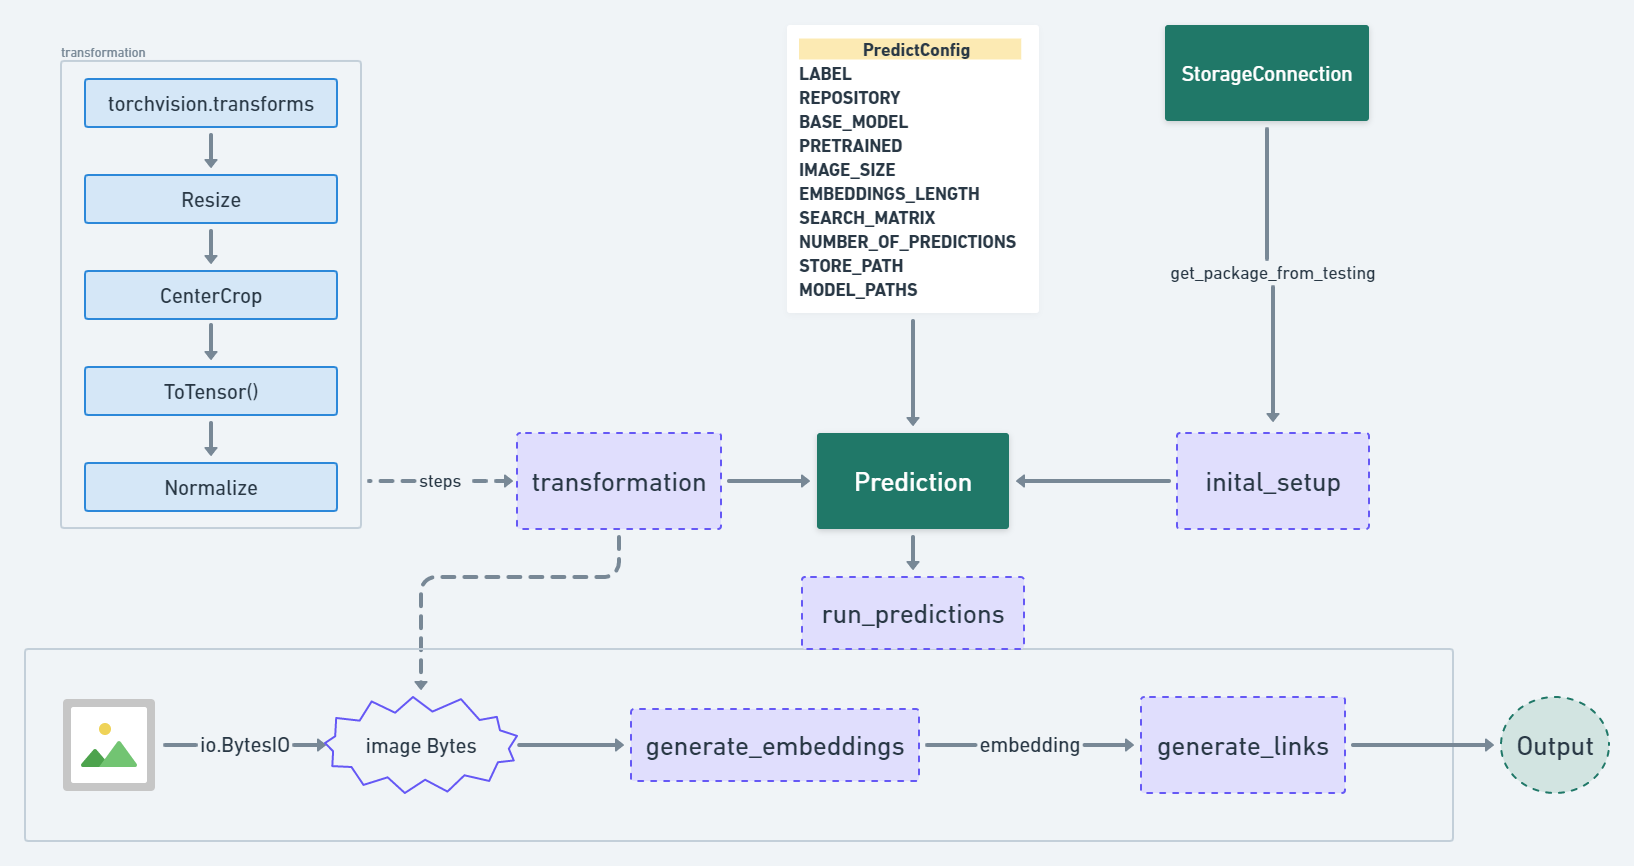 transformation
torchvision.transforms
Resize
CenterCrop
ToTensor()
Normalize
steps
transformation
PredictConfig
LABEL
REPOSITORY
BASE_MODEL
PRETRAINED
IMAGE_SIZE
EMBEDDINGS_LENGTH
SEARCH_MATRIX
NUMBER_OF_PREDICTIONS
STORE_PATH
MODEL_PATHS
StorageConnection
get_package_from_testing
inital_setup
Prediction
run_predictions
io.BytesIO
image Bytes
generate_embeddings
embedding
generate_links
Output